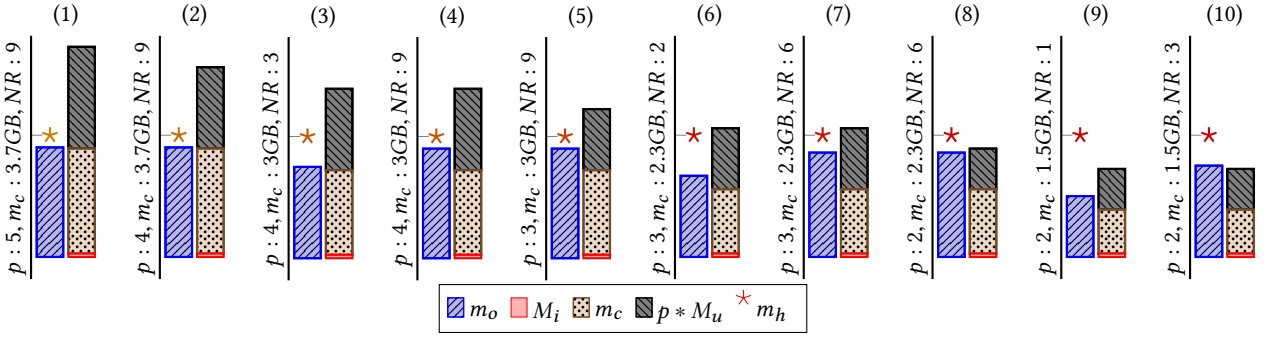 (1) (2) (3) (4) (5) (6) (7) (8) (9) (10)
p : 5, m_c : 3.7GB, NR : 9
p : 4, m_c : 3.7GB, NR : 9
p : 4, m_c : 3GB, NR : 3
p : 4, m_c : 3GB, NR : 9
p : 3, m_c : 3GB, NR : 9
p : 3, m_c : 2.3GB, NR : 2
p : 3, m_c : 2.3GB, NR : 6
p : 2, m_c : 2.3GB, NR : 6
p : 2, m_c : 1.5GB, NR : 1
p : 2, m_c : 1.5GB, NR : 3
m_o M_i m_c p * M_u m_h